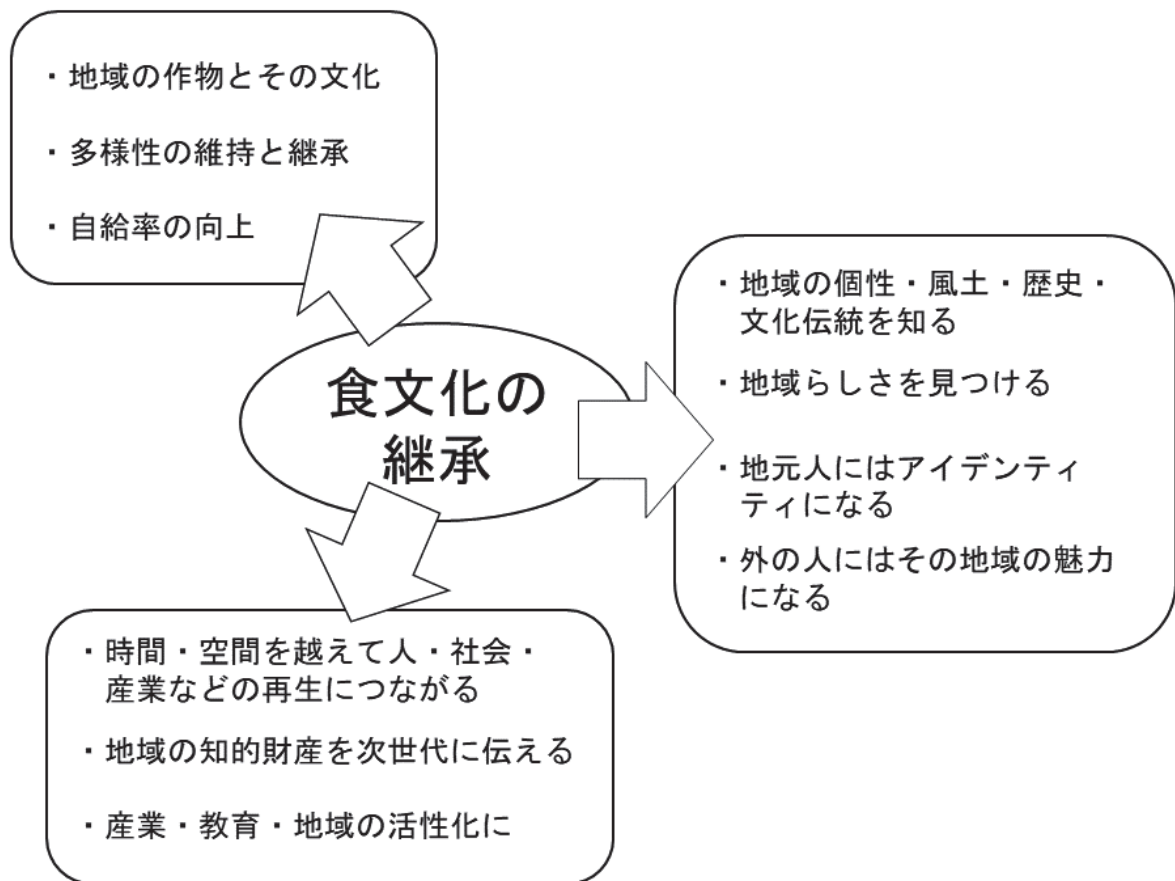 ・地域の作物とその文化
・多様性の維持と継承
・自給率の向上
食文化の
継承
・地域の個性・風土・歴史・
文化伝統を知る
・地域らしさを見つける
・地元人にはアイデンティ
ティになる
・外の人にはその地域の魅力
になる
・時間・空間を越えて人・社会・
産業などの再生につながる
・地域の知的財産を次世代に伝える
・産業・教育・地域の活性化に